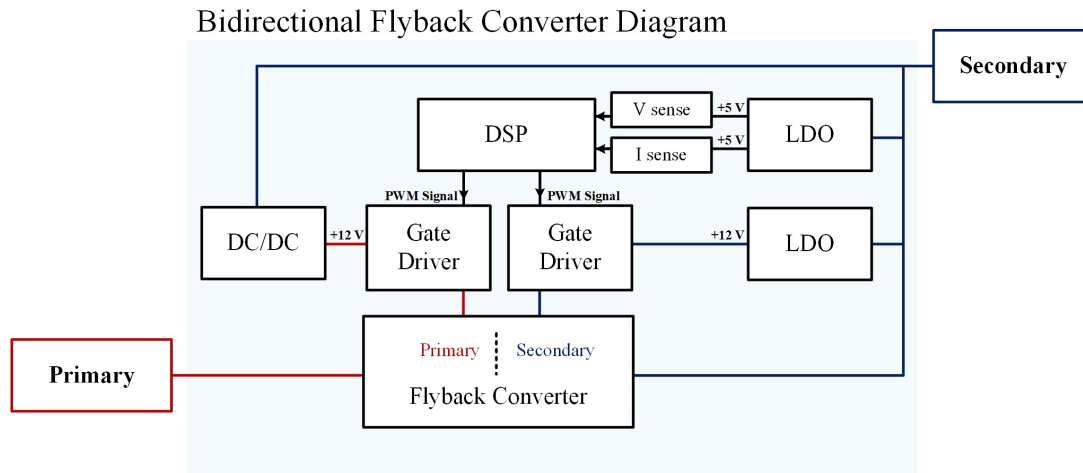 Bidirectional Flyback Converter Diagram
Secondary
V sense
+5 V
DSP
LDO
+5 V
I sense
PWM Signal
PWM Signal
DC/DC
+12 V
Gate
Driver
Gate
Driver
+12 V
LDO
Primary
Secondary
Primary
Flyback Converter